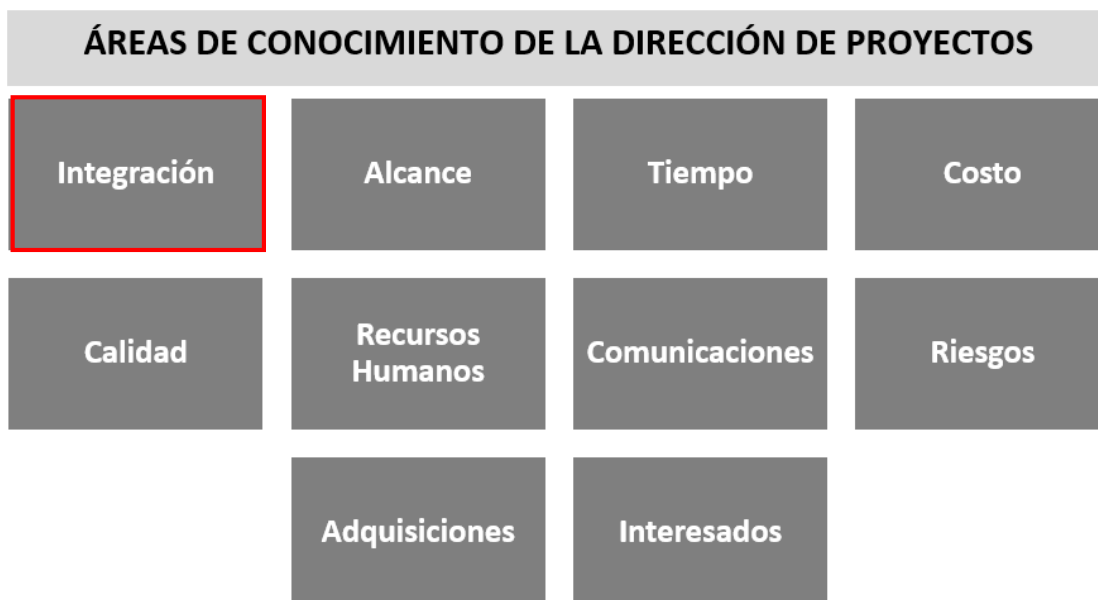 ÁREAS DE CONOCIMIENTO DE LA DIRECCIÓN DE PROYECTOS
Integración
Alcance
Tiempo
Costo
Calidad
Recursos
Humanos
Comunicaciones
Riesgos
Adquisiciones
Interesados